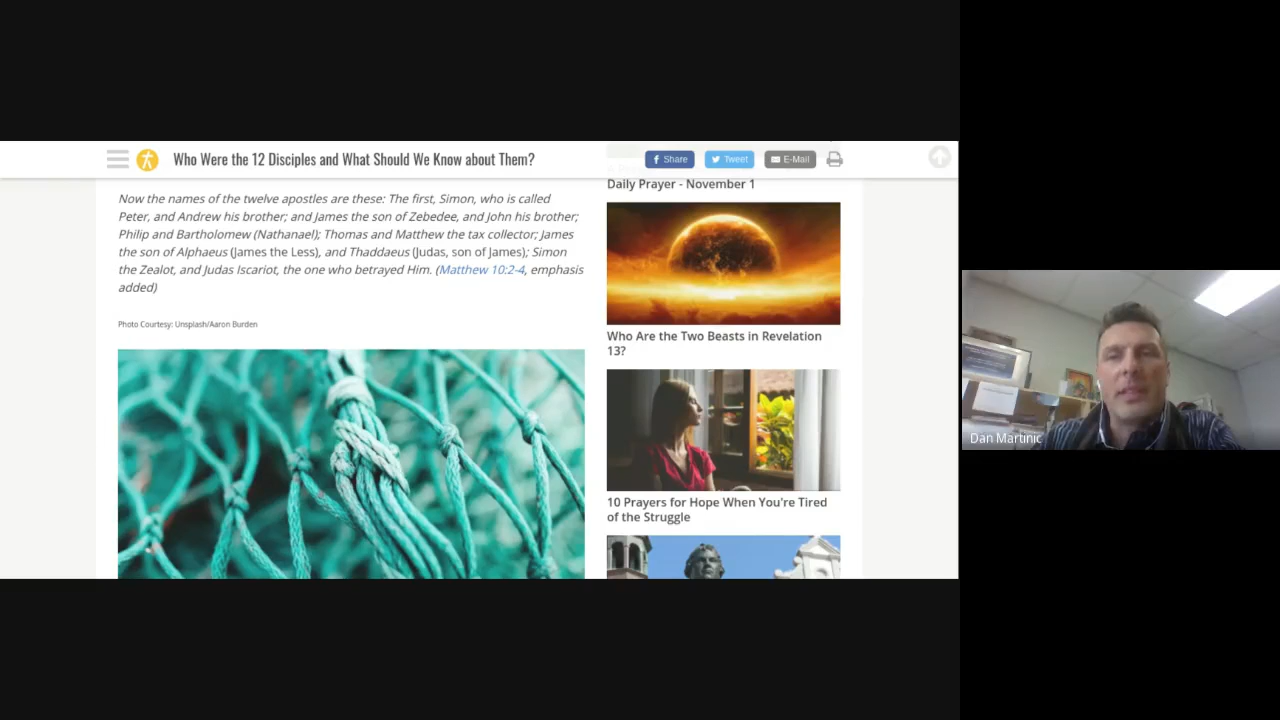 Who Were the 12 Disciples and What Should We Know about Them?
Share
Tweet
E-Mail
Now the names of the twelve apostles are these: The first, Simon, who is called
Peter, and Andrew his brother; and James the son of Zebedee, and John his brother;
Philip and Bartholomew (Nathanael); Thomas and Matthew the tax collector; James
the son of Alphaeus (James the Less), and Thaddaeus (Judas, son of James); Simon
the Zealot, and Judas Iscariot, the one who betrayed Him. (Matthew 10:2-4, emphasis
added)
Photo Courtesy: Unsplash/Aaron Burden
Daily Prayer - November 1
Who Are the Two Beasts in Revelation
13?
10 Prayers for Hope When You're Tired
of the Struggle
Dan Martinic